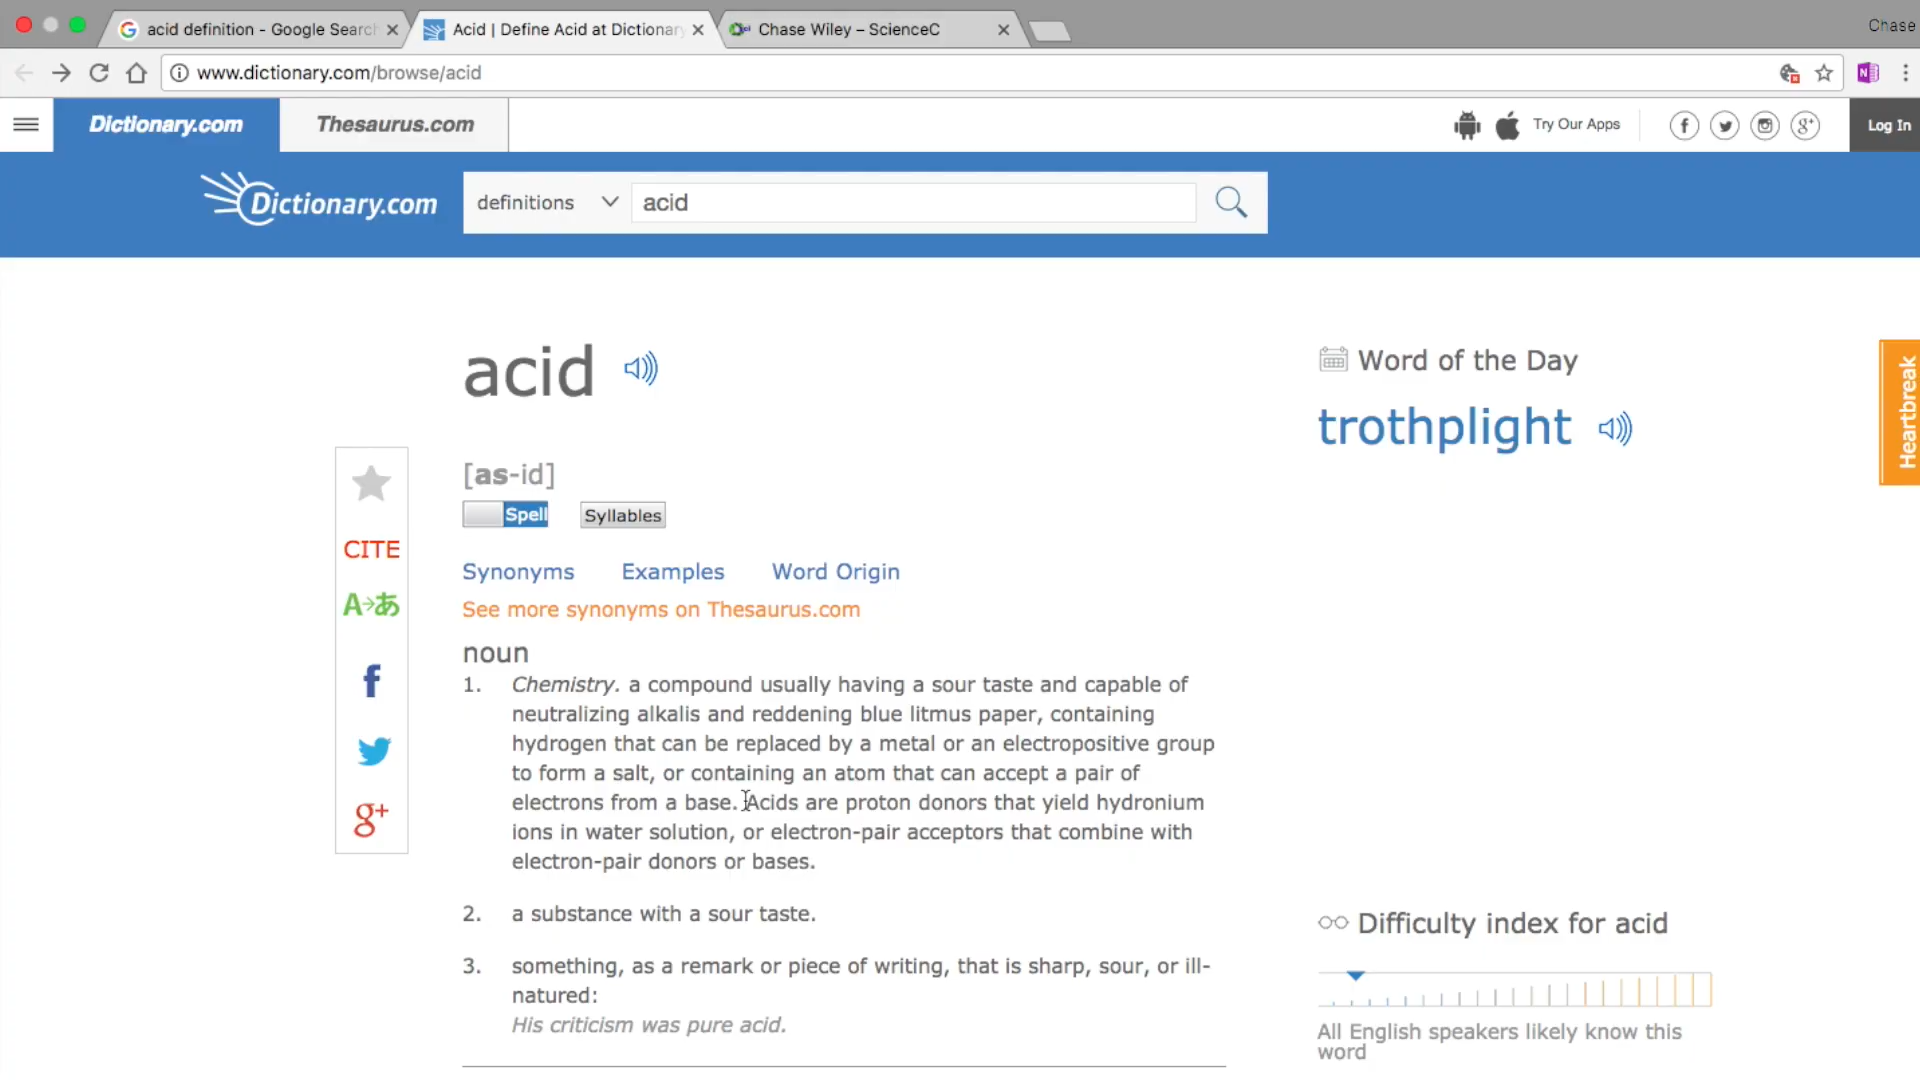 acid definition - Google Search
Acid | Define Acid at Dictionary
Chase Wiley – ScienceC
Chase
www.dictionary.com/browse/acid
Dictionary.com
Thesaurus.com
Try Our Apps
Log In
Dictionary.com
definitions
acid
acid
Word of the Day
trothplight
Heartbreak
[as-id]
Spell
Syllables
CITE
A→あ
Synonyms
Examples
Word Origin
See more synonyms on Thesaurus.com
noun
1. Chemistry. a compound usually having a sour taste and capable of
neutralizing alkalis and reddening blue litmus paper, containing
hydrogen that can be replaced by a metal or an electropositive group
to form a salt, or containing an atom that can accept a pair of
electrons from a base. Acids are proton donors that yield hydronium
ions in water solution, or electron-pair acceptors that combine with
electron-pair donors or bases.
2. a substance with a sour taste.
3. something, as a remark or piece of writing, that is sharp, sour, or ill-
natured:
His criticism was pure acid.
Difficulty index for acid
All English speakers likely know this
word